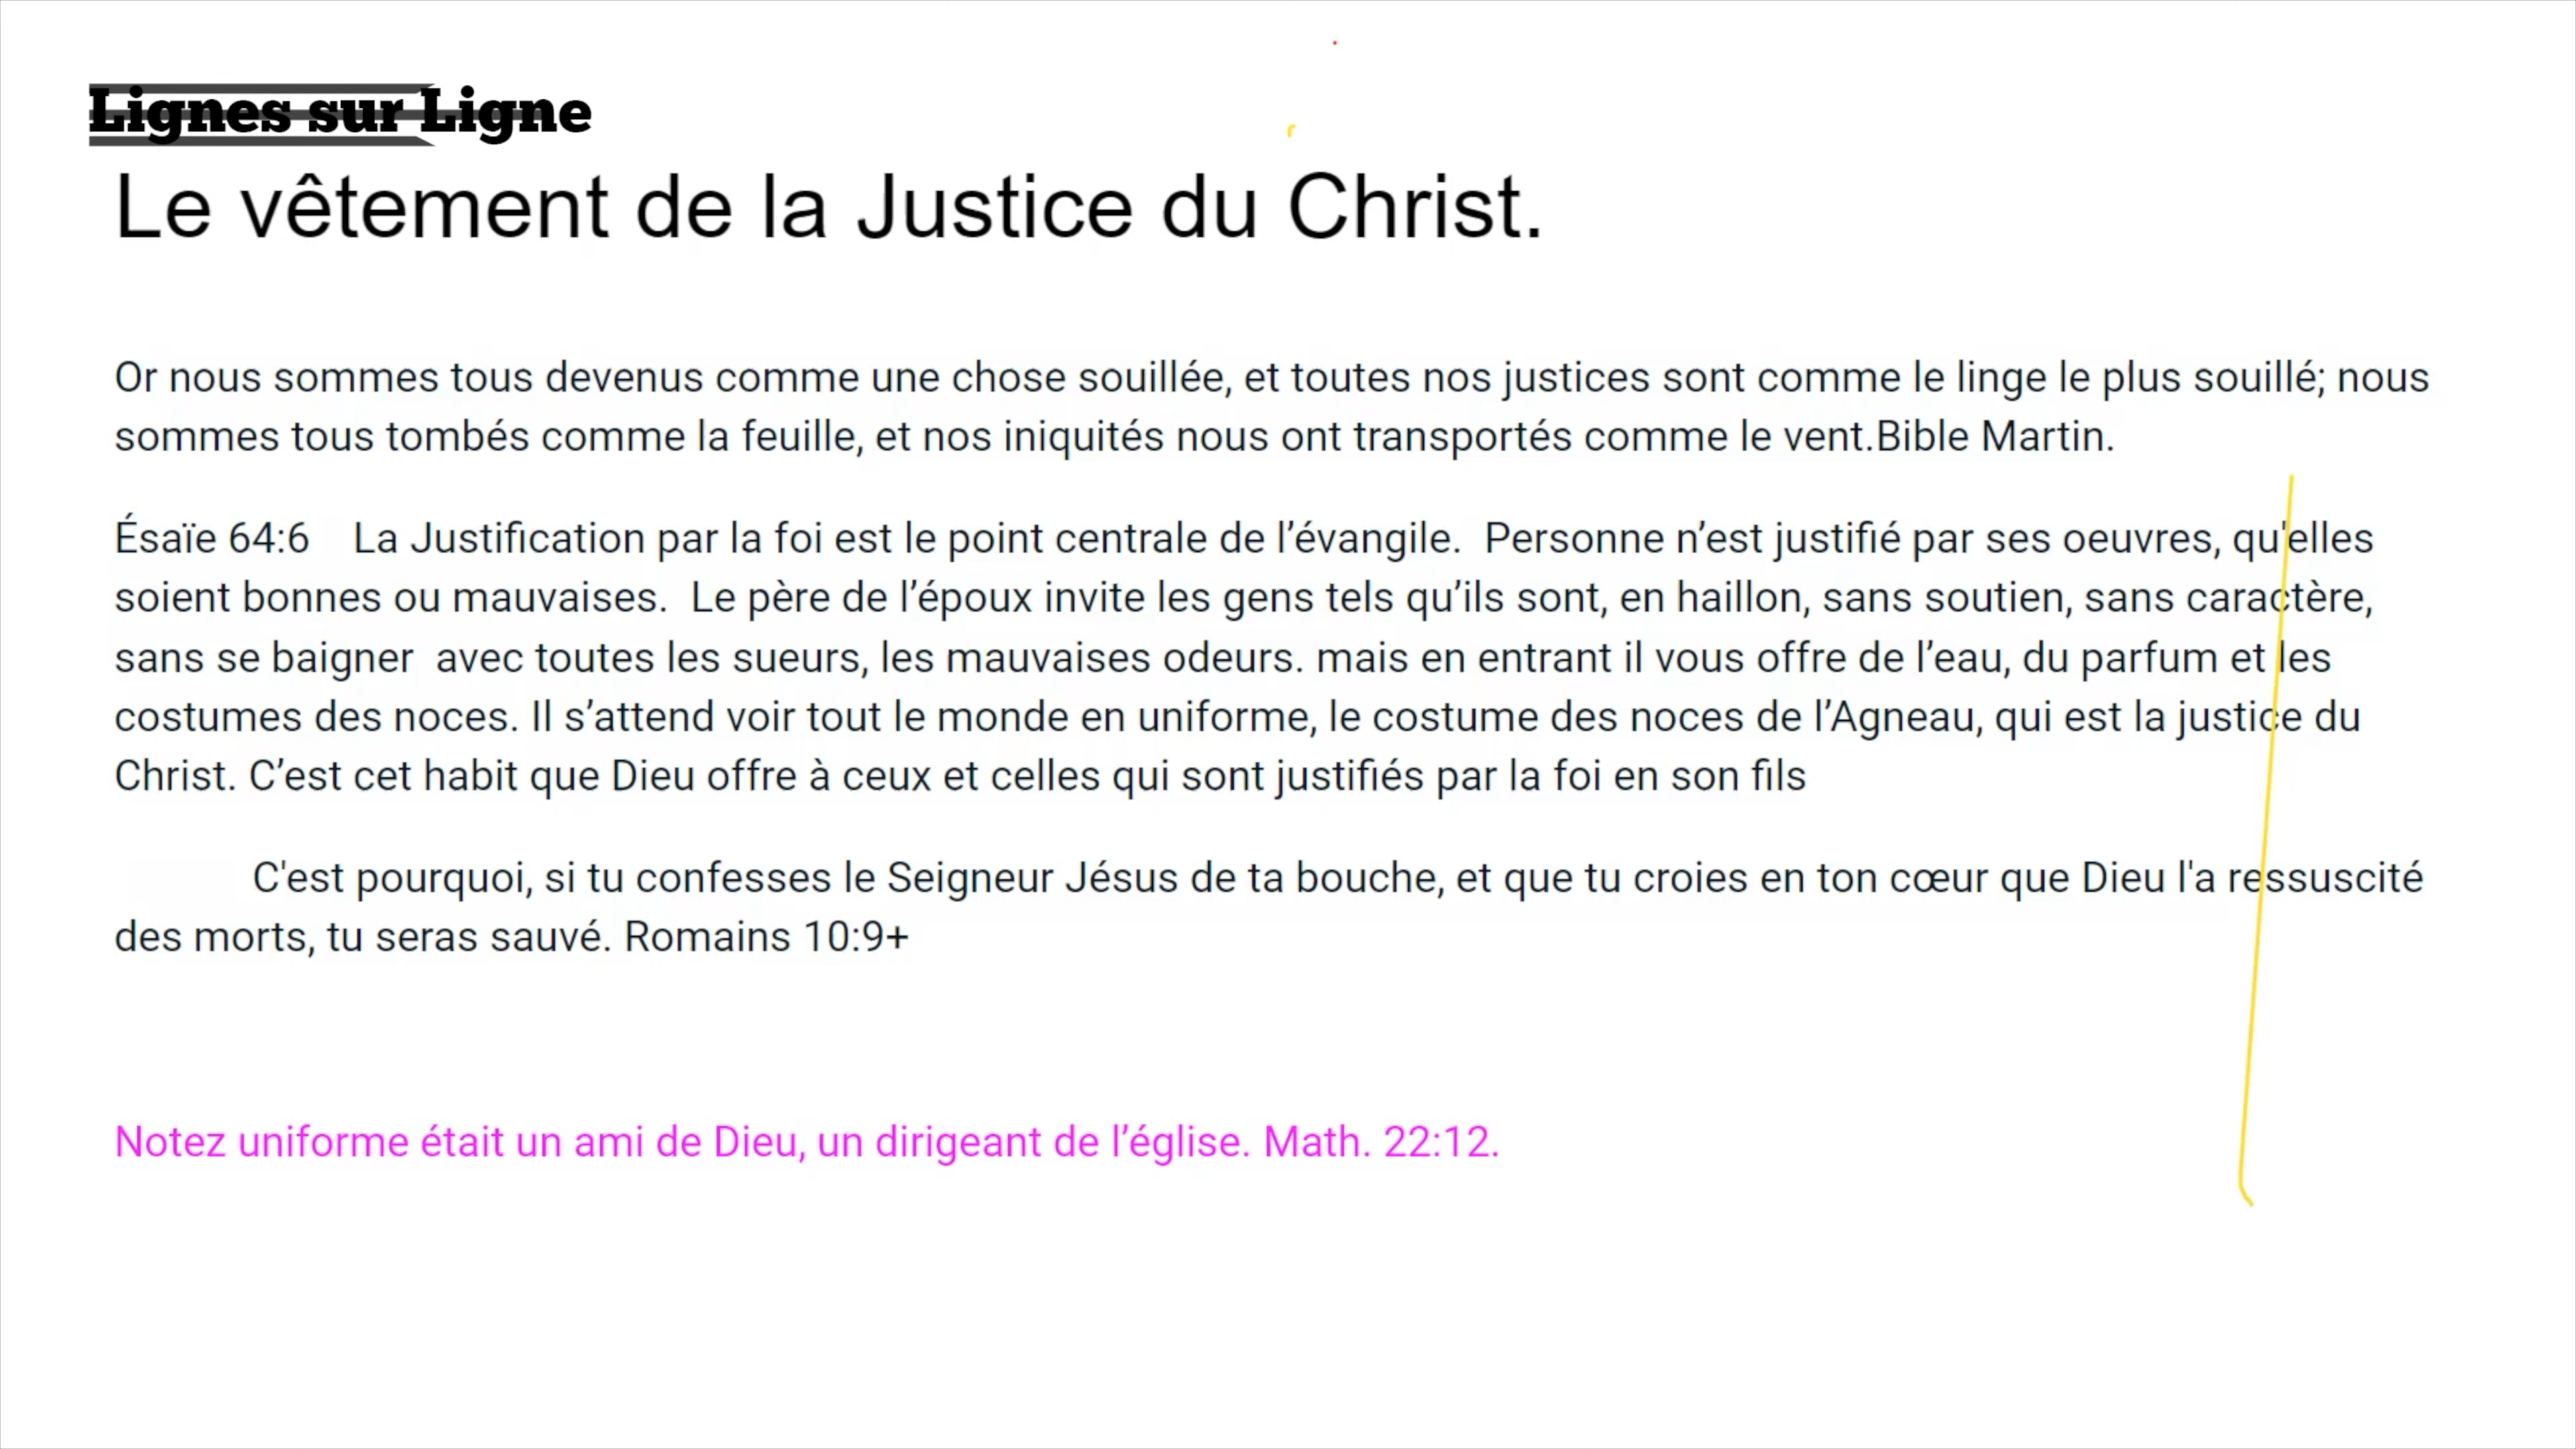 Lignes sur Ligne
Le vêtement de la Justice du Christ.
Or nous sommes tous devenus comme une chose souillée, et toutes nos justices sont comme le linge le plus souillé; nous
sommes tous tombés comme la feuille, et nos iniquités nous ont transportés comme le vent.Bible Martin.
Ésaïe 64:6    La Justification par la foi est le point centrale de l’évangile.  Personne n’est justifié par ses oeuvres, qu'elles
soient bonnes ou mauvaises.  Le père de l’époux invite les gens tels qu’ils sont, en haillon, sans soutien, sans caractère,
sans se baigner  avec toutes les sueurs, les mauvaises odeurs. mais en entrant il vous offre de l’eau, du parfum et les
costumes des noces. Il s’attend voir tout le monde en uniforme, le costume des noces de l’Agneau, qui est la justice du
Christ. C’est cet habit que Dieu offre à ceux et celles qui sont justifiés par la foi en son fils
C'est pourquoi, si tu confesses le Seigneur Jésus de ta bouche, et que tu croies en ton cœur que Dieu l'a ressuscité
des morts, tu seras sauvé. Romains 10:9+
Notez uniforme était un ami de Dieu, un dirigeant de l’église. Math. 22:12.